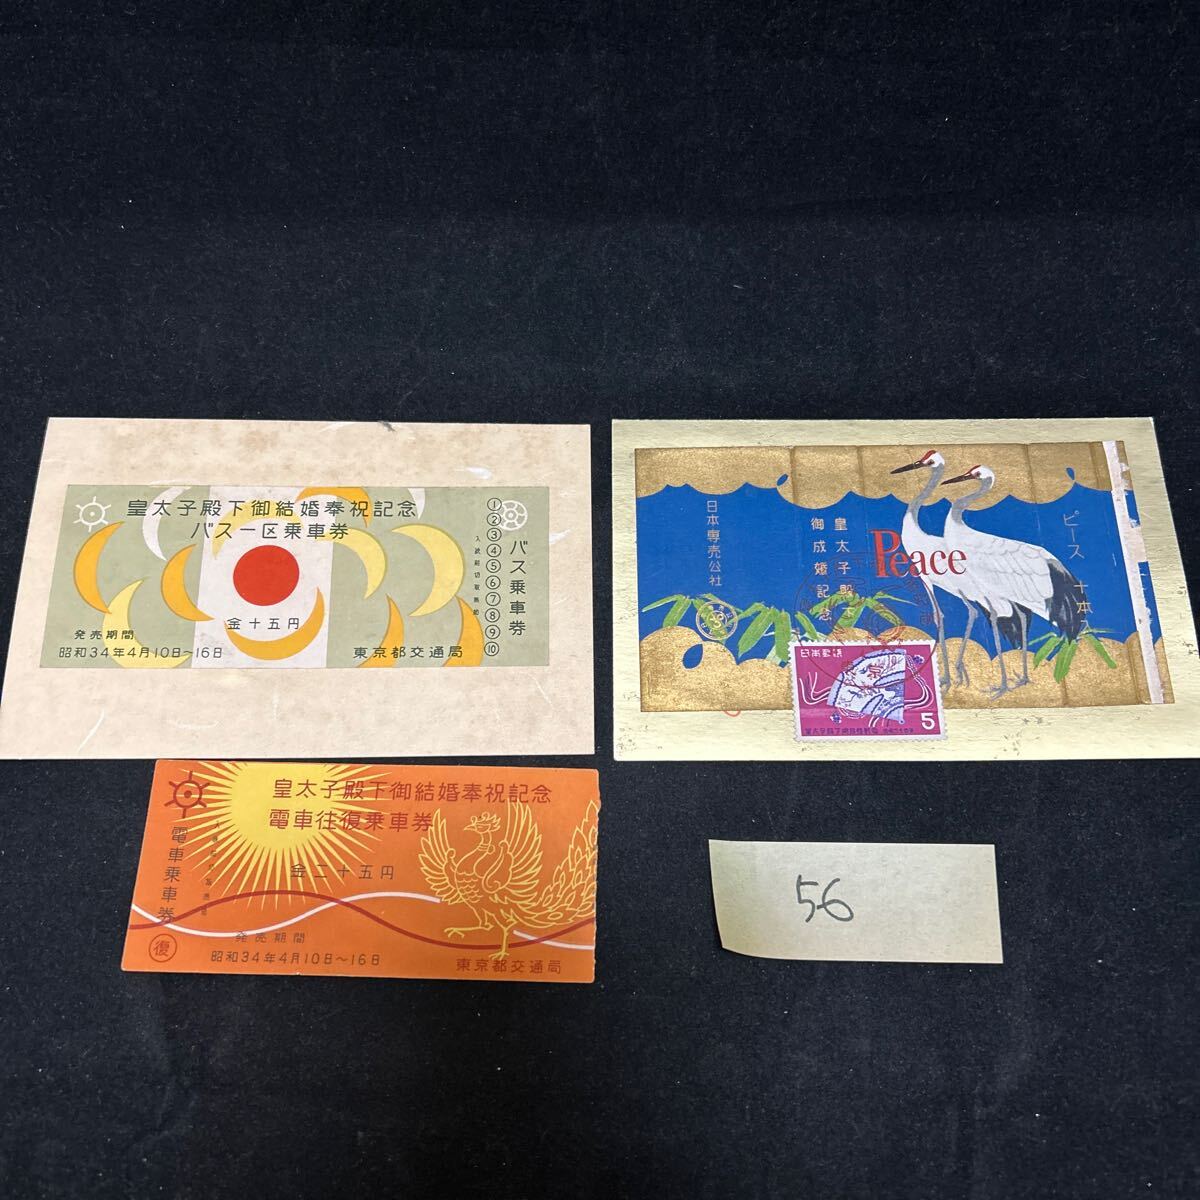 皇太子殿下御結婚奉祝記念
バス一区乗車券
金十五円
発売期間
昭和34年4月10日〜16日
東京都交通局
①
②
③
④
⑤
⑥
⑦
⑧
⑨
⑩
バス乗車券
ピース 十本
Peace
皇太子殿下
御成婚記念
日本専売公社
日本郵便
5
皇太子殿下御結婚奉祝記念
電車往復乗車券
金二十五円
発売期間
昭和34年4月10日〜16日
東京都交通局
電車乗車券
復
56